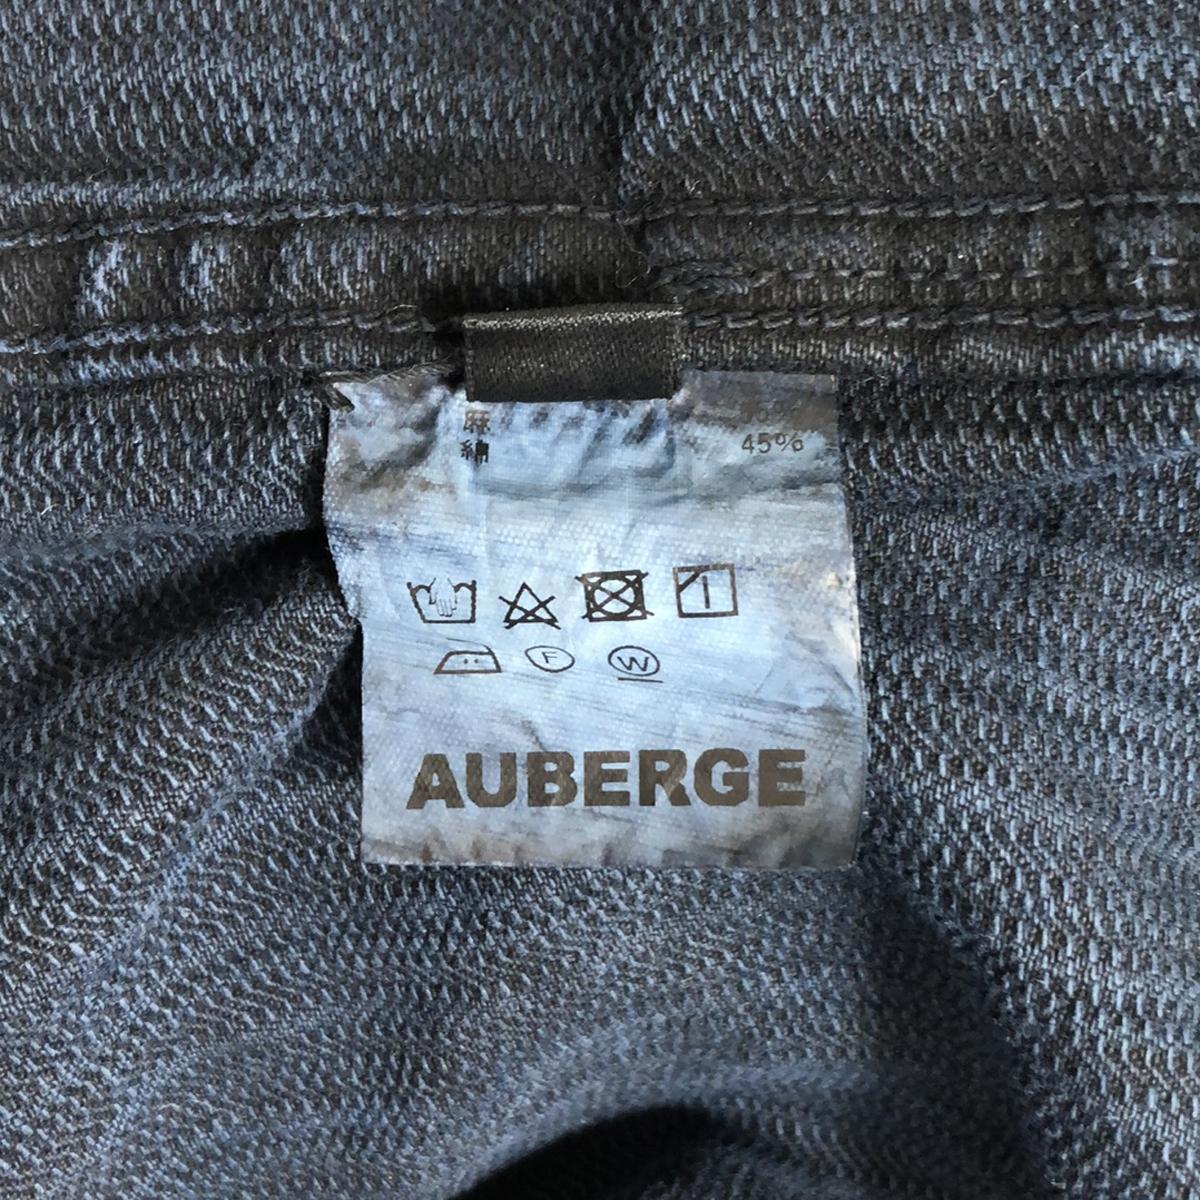 麻
綿 45%
F W
AUBERGE